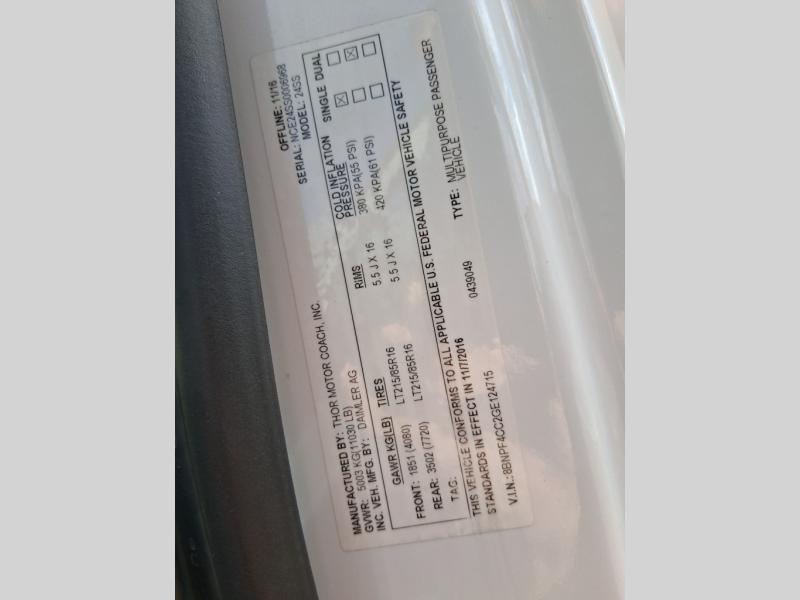 OFFLINE: 11/16
SERIAL: NCE24SS0006968
MODEL: 24SS
MANUFACTURED BY: THOR MOTOR COACH, INC.
GVWR: 5003 KG(11030 LB)
INC. VEH. MFG. BY: DAIMLER AG
GAWR KG(LB) TIRES RIMS COLD INFLATION PRESSURE SINGLE DUAL
FRONT: 1851 (4080) LT215/85R16 5.5 J X 16 380 KPA(55 PSI) ☒ ☐
REAR: 3502 (7720) LT215/85R16 5.5 J X 16 420 KPA(61 PSI) ☐ ☒
TAG: ☐ ☐
THIS VEHICLE CONFORMS TO ALL APPLICABLE U.S. FEDERAL MOTOR VEHICLE SAFETY
STANDARDS IN EFFECT IN 11/7/2016 0439049 TYPE: MULTIPURPOSE PASSENGER
VEHICLE
V.I.N.: 8BNPF4CC2GE124715